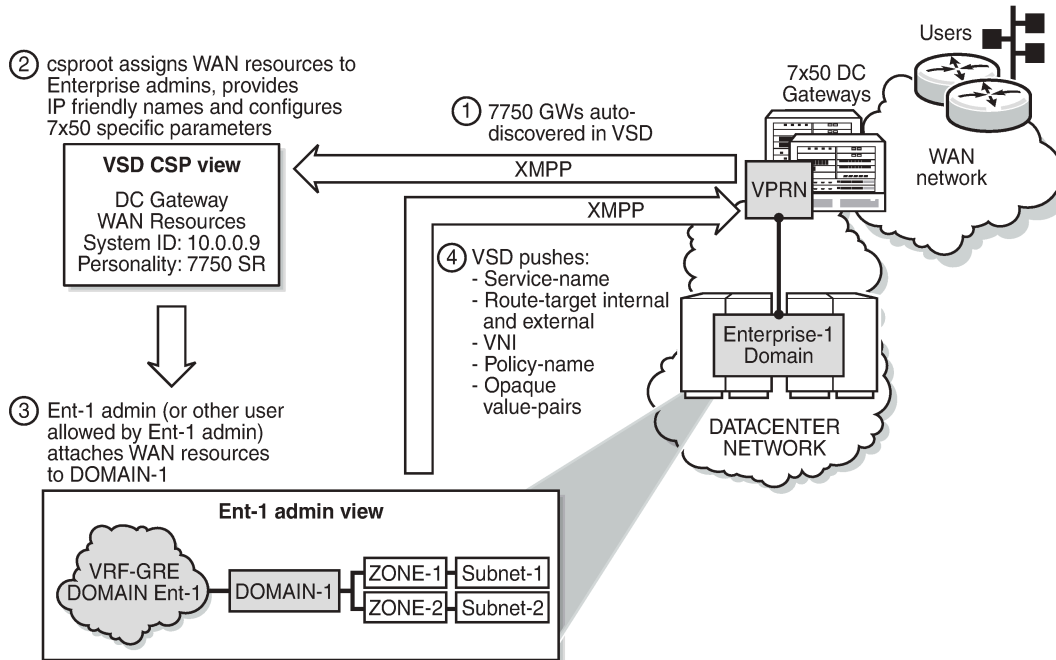 2 csproot assigns WAN resources to
Enterprise admins, provides
IP friendly names and configures
7x50 specific parameters
VSD CSP view
DC Gateway
WAN Resources
System ID: 10.0.0.9
Personality: 7750 SR
1 7750 GWs auto-
discovered in VSD
XMPP
XMPP
Users
7x50 DC
Gateways
WAN
network
VPRN
4 VSD pushes:
- Service-name
- Route-target internal
and external
- VNI
- Policy-name
- Opaque
value-pairs
Enterprise-1
Domain
DATACENTER
NETWORK
3 Ent-1 admin (or other user
allowed by Ent-1 admin)
attaches WAN resources
to DOMAIN-1
Ent-1 admin view
VRF-GRE
DOMAIN Ent-1
DOMAIN-1
ZONE-1
Subnet-1
ZONE-2
Subnet-2